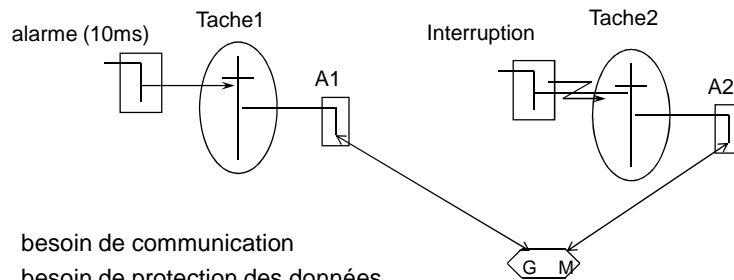 Tache1
alarme (10ms)
A1
Interruption
Tache2
A2
G M
besoin de communication
besoin de protection des données